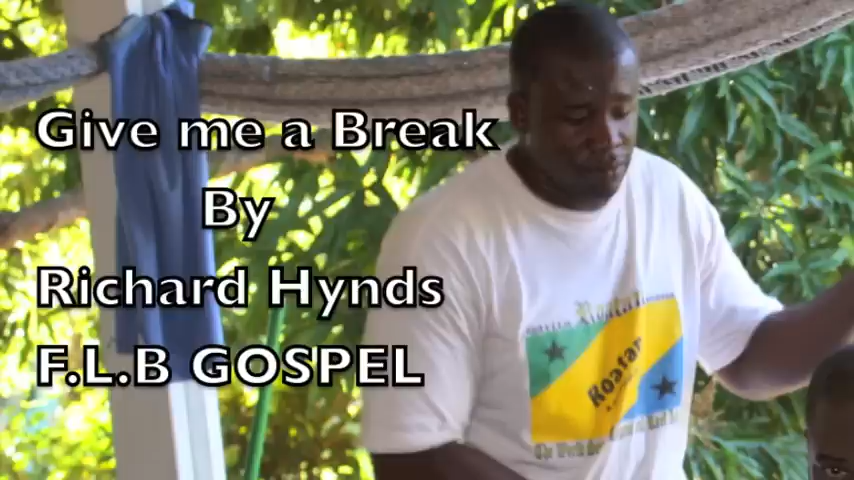 Give me a Break
By
Richard Hynds
F.L.B GOSPEL
Roatan